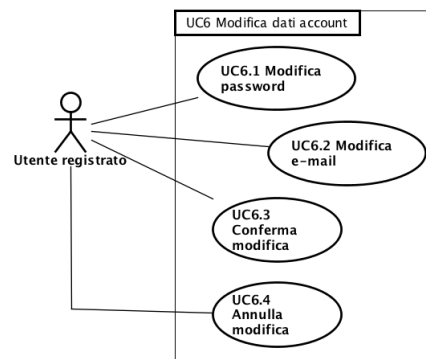 UC6 Modifica dati account
UC6.1 Modifica
password
UC6.2 Modifica
e-mail
Utente registrato
UC6.3
Conferma
modifica
UC6.4
Annulla
modifica